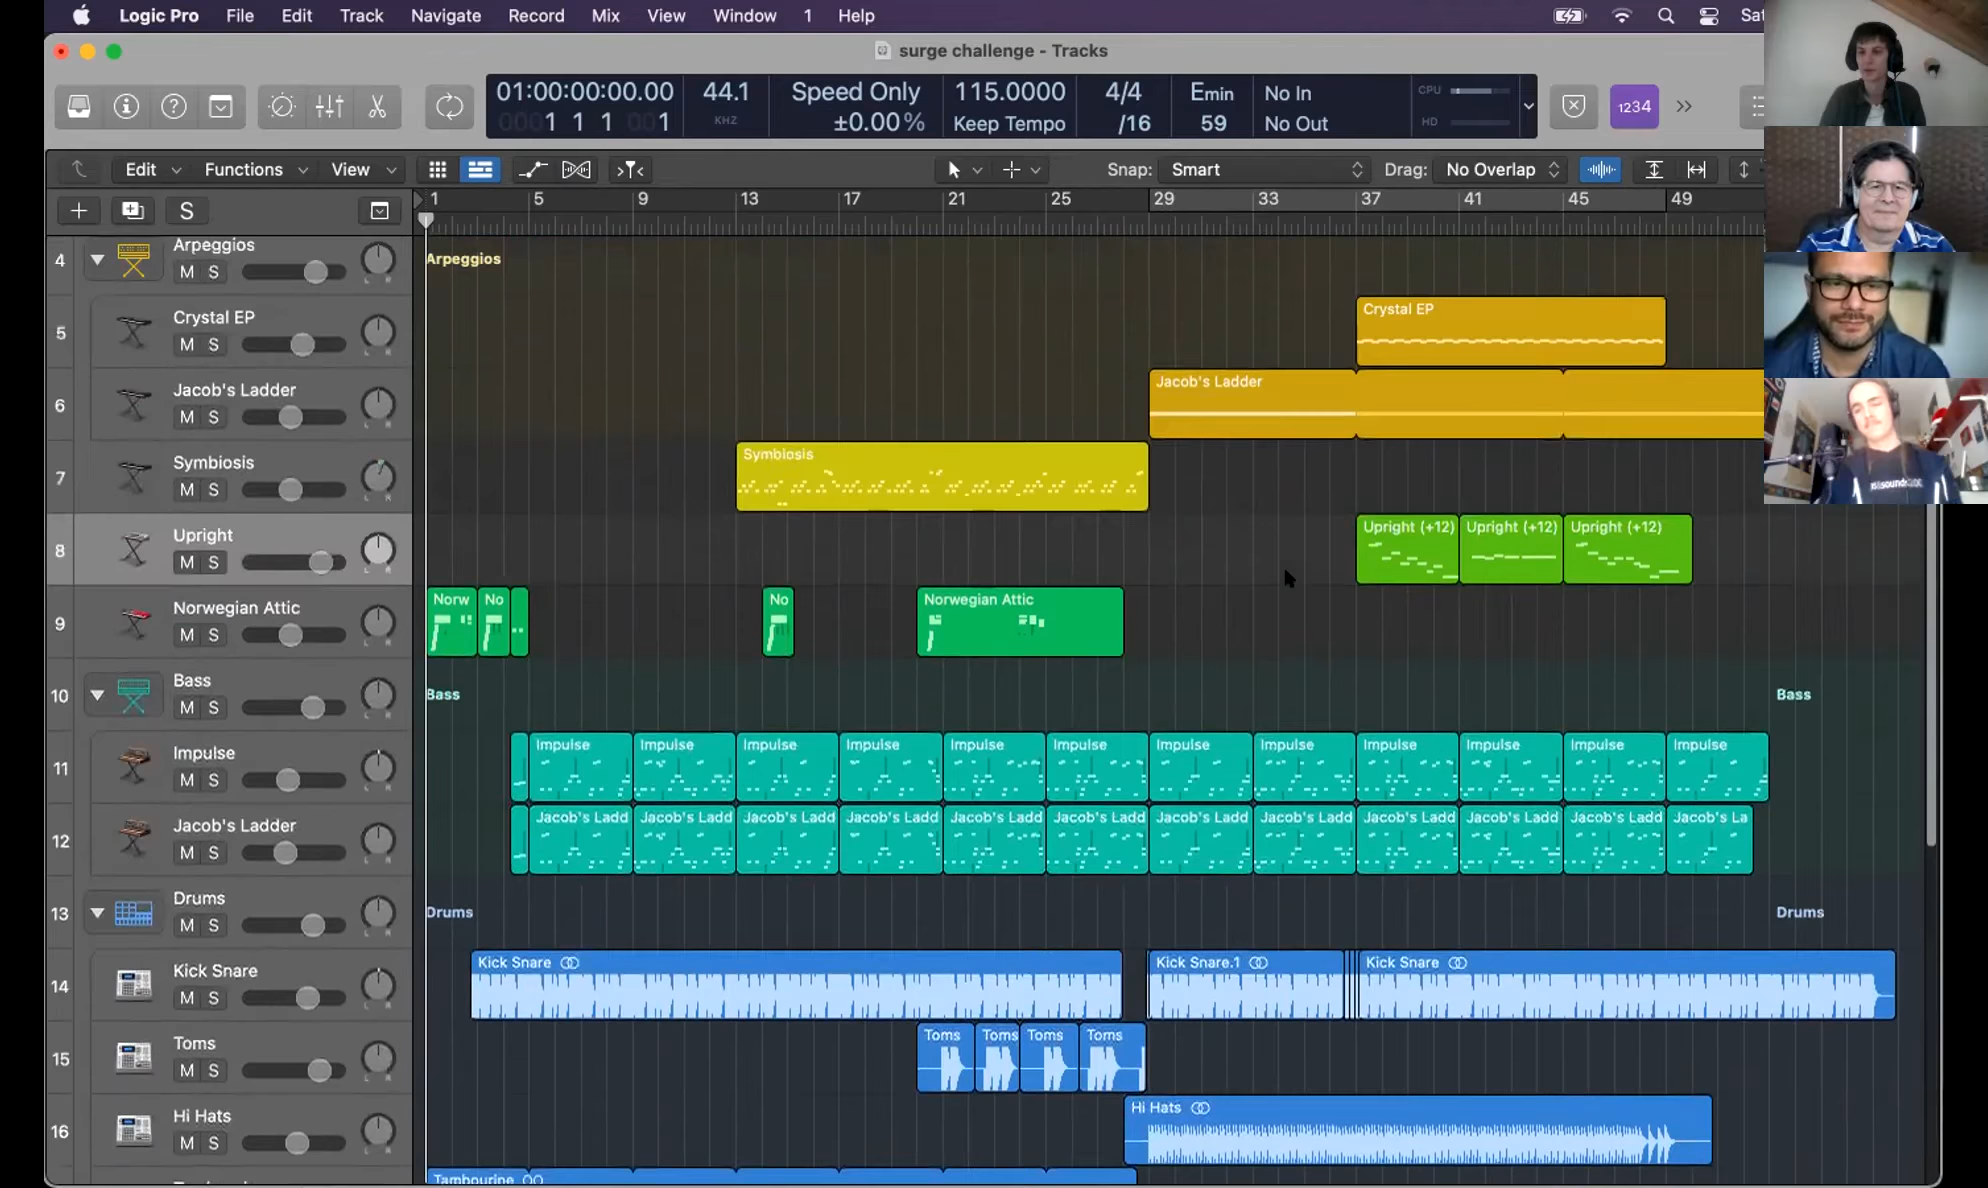 Logic Pro File Edit Track Navigate Record Mix View Window 1 Help
surge challenge - Tracks
01:00:00:00.00 44.1 Speed Only 115.0000 4/4 Emin No In CPU
1 1 1 1 KHZ ±0.00% Keep Tempo /16 59 No Out HD
1234
Edit Functions View Snap: Smart Drag: No Overlap
S
1 5 9 13 17 21 25 29 33 37 41 45 49
4 Arpeggios
M S
Arpeggios
5 Crystal EP
M S
Crystal EP
6 Jacob's Ladder
M S
Jacob's Ladder
7 Symbiosis
M S
Symbiosis
8 Upright
M S
Upright (+12) Upright (+12) Upright (+12)
9 Norwegian Attic
M S
Norw No No Norwegian Attic
10 Bass
M S
Bass Bass
11 Impulse
M S
Impulse Impulse Impulse Impulse Impulse Impulse Impulse Impulse Impulse Impulse Impulse Impulse
12 Jacob's Ladder
M S
Jacob's Ladd Jacob's Ladd Jacob's Ladd Jacob's Ladd Jacob's Ladd Jacob's Ladd Jacob's Ladd Jacob's Ladd Jacob's Ladd Jacob's Ladd Jacob's Ladd Jacob's La
13 Drums
M S
Drums Drums
14 Kick Snare
M S
Kick Snare Kick Snare.1 Kick Snare
15 Toms
M S
Toms Toms Toms Toms
16 Hi Hats
M S
Hi Hats
Tambourine